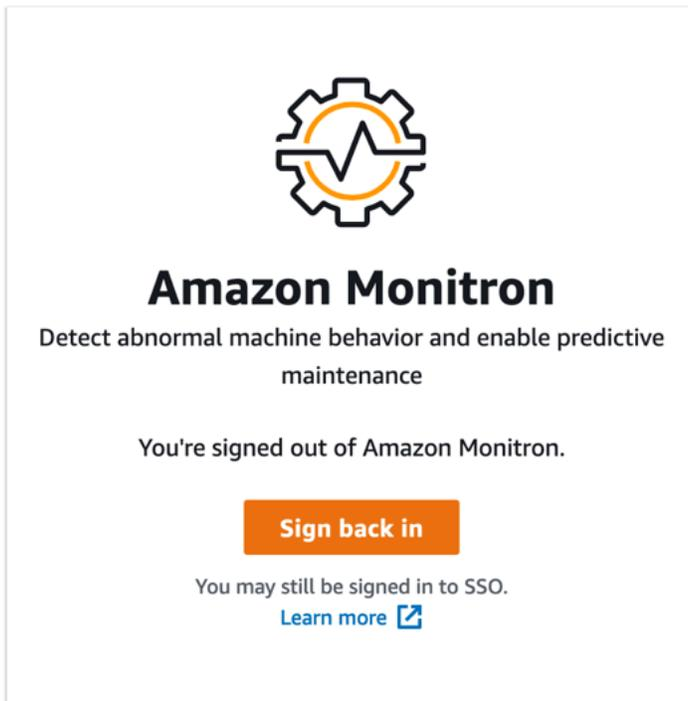 Amazon Monitron
Detect abnormal machine behavior and enable predictive
maintenance
You're signed out of Amazon Monitron.
Sign back in
You may still be signed in to SSO.
Learn more